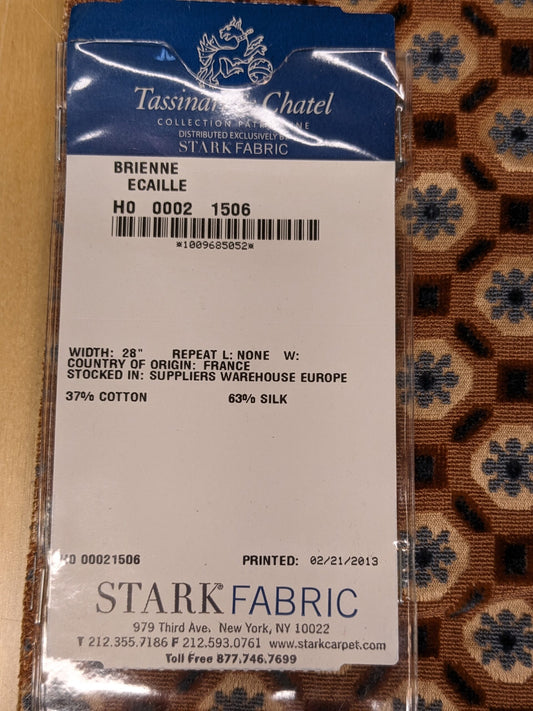 Chatel
COLLECTION
DISTRIBUTED EXCLUSIVELY
STARK FABRIC
BRIENNE
ECAILLE
H0 0002 1506
*1009685052*
WIDTH: 28" REPEAT L: NONE W:
COUNTRY OF ORIGIN: FRANCE
STOCKED IN: SUPPLIERS WAREHOUSE EUROPE
37% COTTON 63% SILK
H0 00021506 PRINTED: 02/21/2013
STARK® FABRIC
979 Third Ave. New York, NY 10022
T 212.355.7186 F 212.593.0761 www.starkcarpet.com
Toll Free 877.746.7699